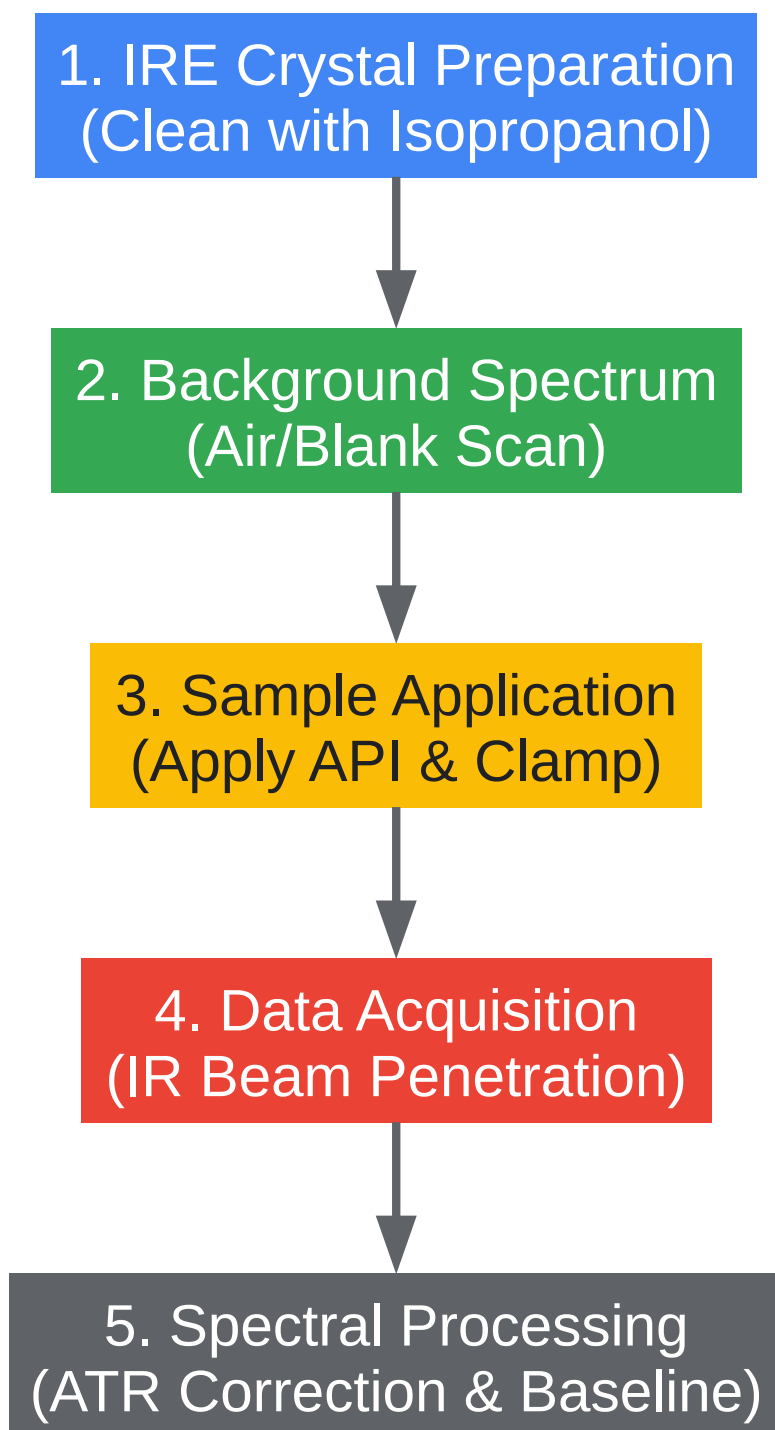 1. IRE Crystal Preparation
(Clean with Isopropanol)
2. Background Spectrum
(Air/Blank Scan)
3. Sample Application
(Apply API & Clamp)
4. Data Acquisition
(IR Beam Penetration)
5. Spectral Processing
(ATR Correction & Baseline)